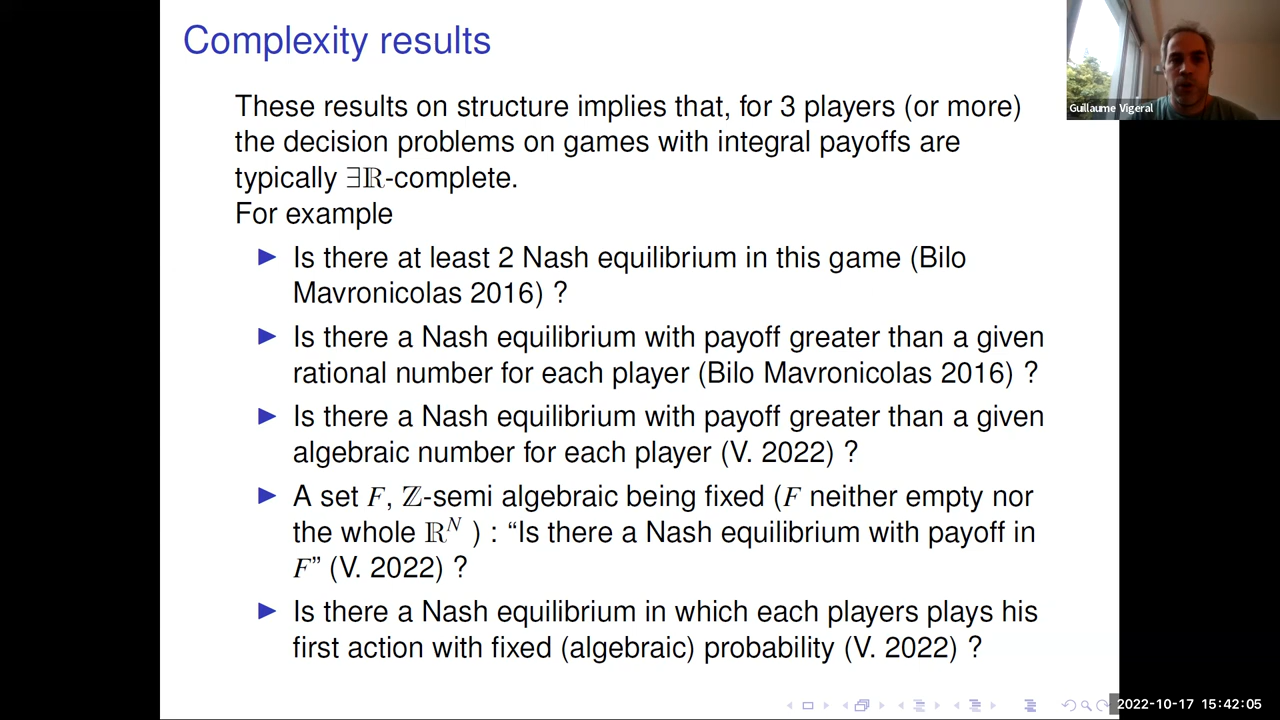 Complexity results
Guillaume Vigeral
These results on structure implies that, for 3 players (or more)
the decision problems on games with integral payoffs are
typically ∃ℝ-complete.
For example
▶ Is there at least 2 Nash equilibrium in this game (Bilo
Mavronicolas 2016) ?
▶ Is there a Nash equilibrium with payoff greater than a given
rational number for each player (Bilo Mavronicolas 2016) ?
▶ Is there a Nash equilibrium with payoff greater than a given
algebraic number for each player (V. 2022) ?
▶ A set F, ℤ-semi algebraic being fixed (F neither empty nor
the whole ℝ^N ) : “Is there a Nash equilibrium with payoff in
F” (V. 2022) ?
▶ Is there a Nash equilibrium in which each players plays his
first action with fixed (algebraic) probability (V. 2022) ?
2022-10-17 15:42:05